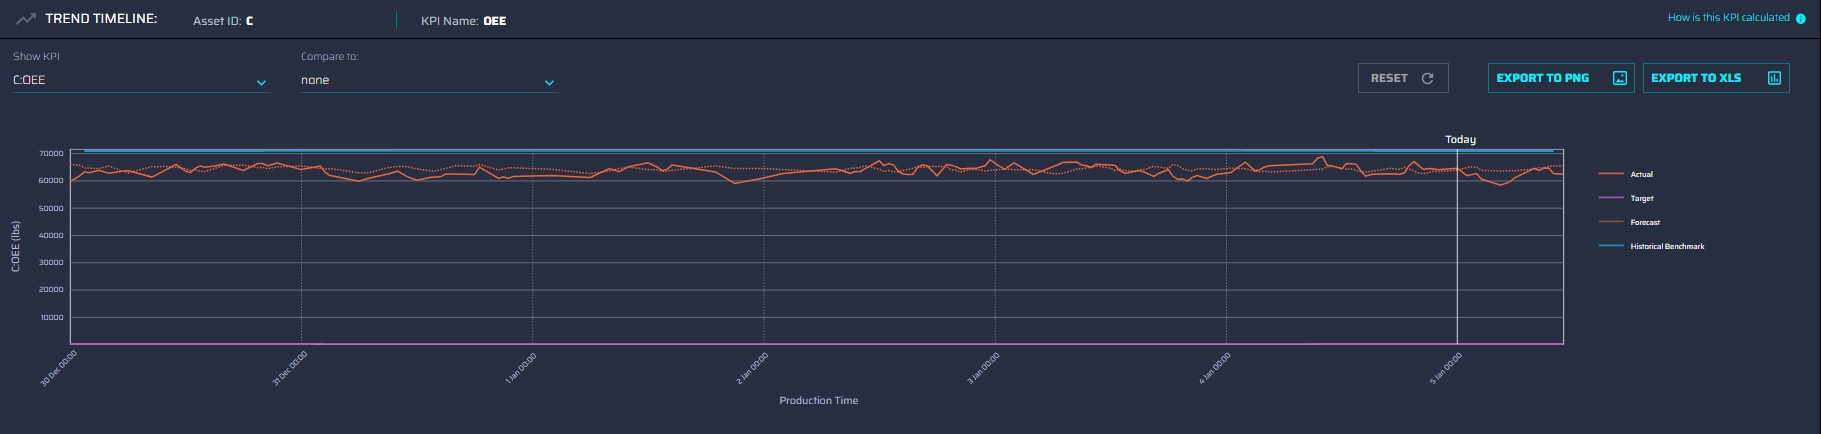 TREND TIMELINE:
Asset ID: C
KPI Name: OEE
How is this KPI calculated
Show KPI
C:OEE
Compare to:
none
RESET
EXPORT TO PNG
EXPORT TO XLS
Today
70000
60000
50000
40000
30000
20000
10000
C:OEE (lbs)
30 Dec 00:00
31 Dec 00:00
1 Jan 00:00
2 Jan 00:00
3 Jan 00:00
4 Jan 00:00
5 Jan 00:00
Production Time
Actual
Target
Forecast
Historical Benchmark